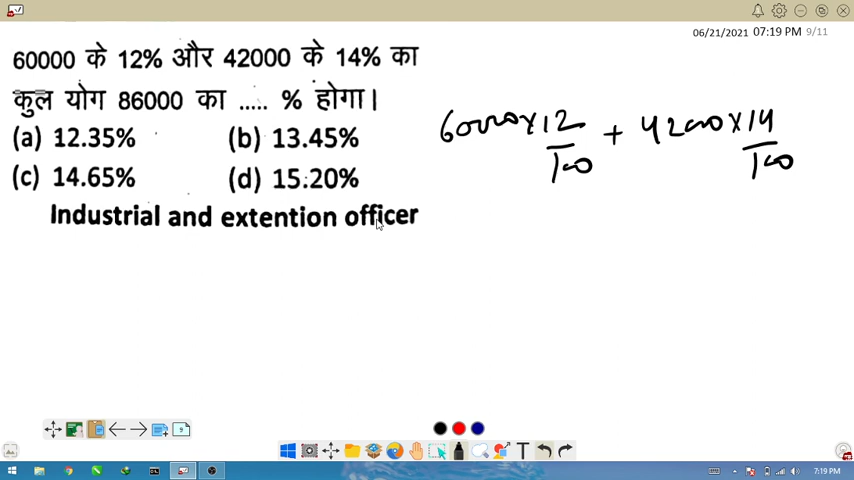 06/21/2021 07:19 PM 9/11
60000 के 12% और 42000 के 14% का
कुल योग 86000 का ..... % होगा।
(a) 12.35% (b) 13.45%
(c) 14.65% (d) 15.20%
Industrial and extention officer
60000×12/100 + 42000×14/100
9
7:19 PM